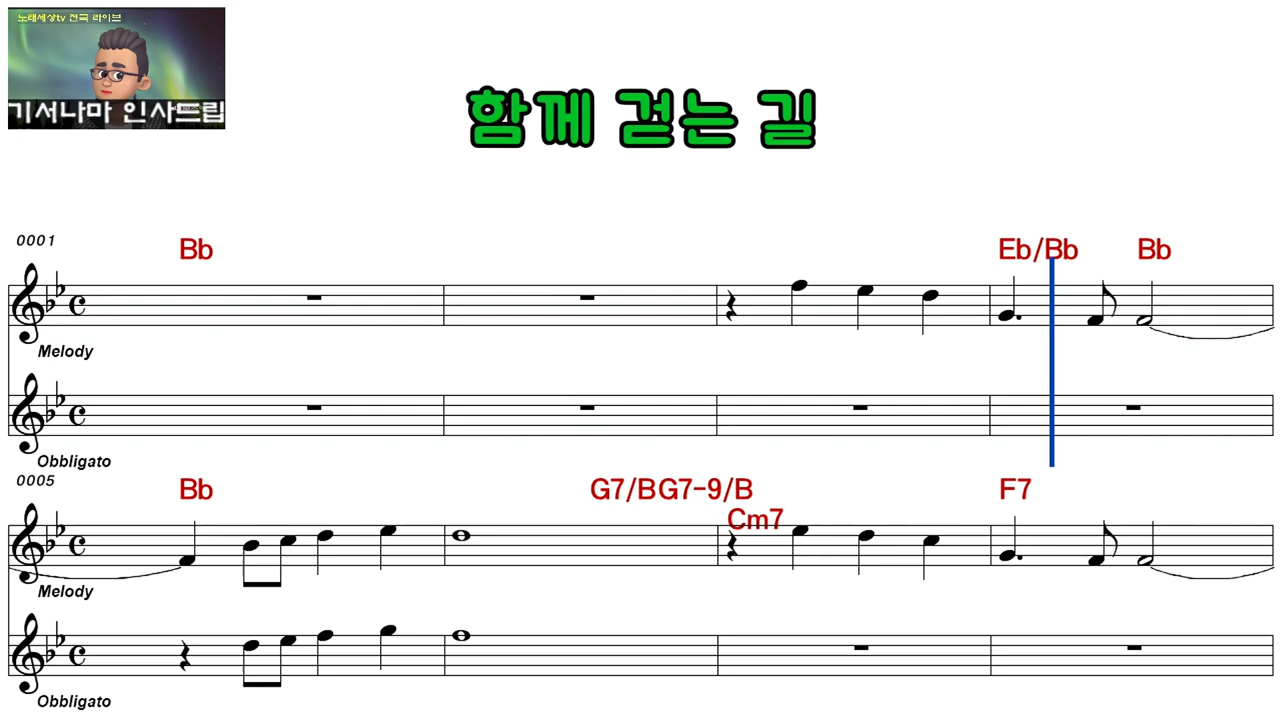 노래세상tv 전국 라이브
기서나마 인사드립
함께 걷는 길
0001
Bb Eb/Bb Bb
Melody
Obbligato
0005
Bb G7/B G7-9/B F7
Cm7
Melody
Obbligato